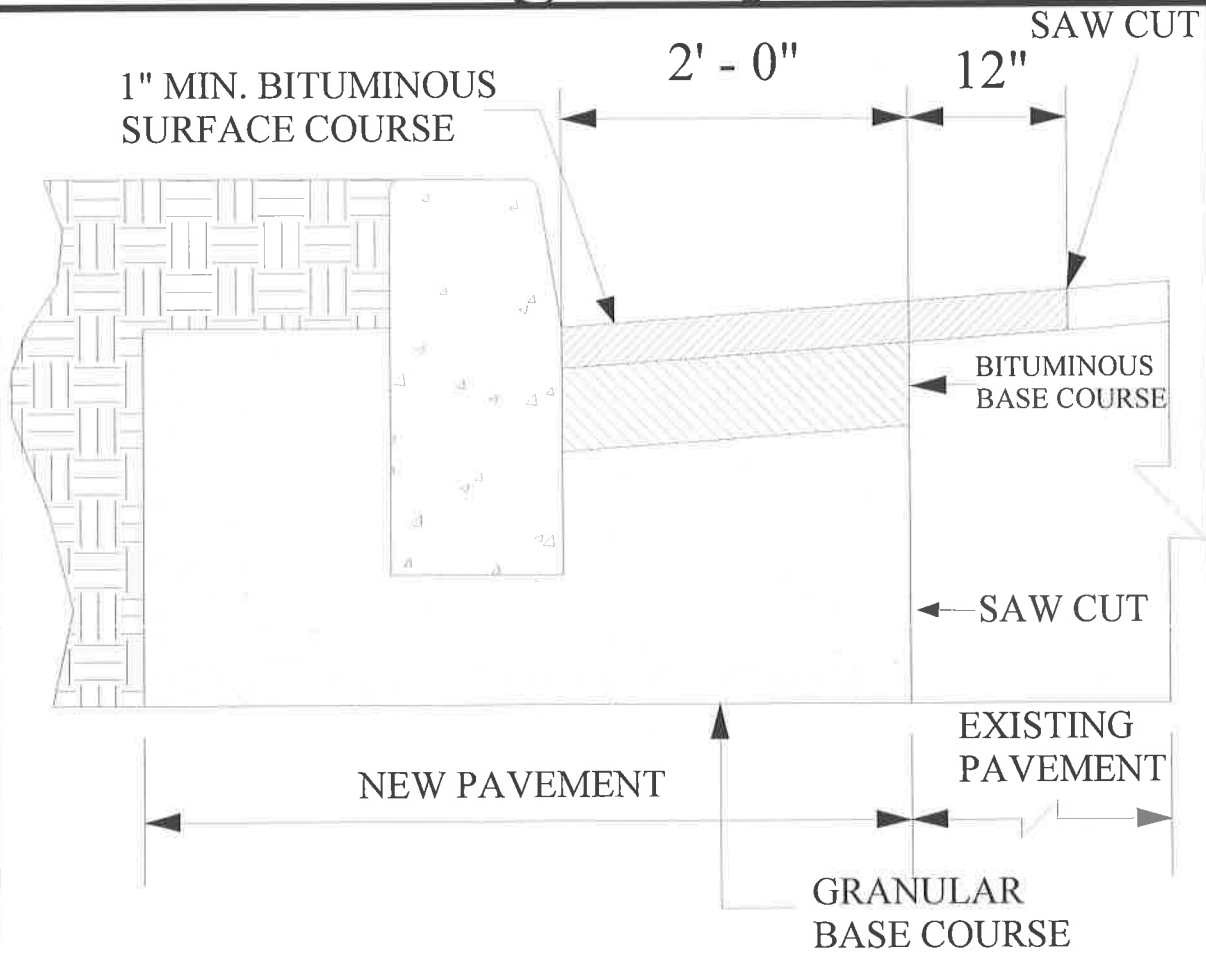 SAW CUT
2' - 0"
12"
1" MIN. BITUMINOUS
SURFACE COURSE
BITUMINOUS
BASE COURSE
SAW CUT
EXISTING
PAVEMENT
NEW PAVEMENT
GRANULAR
BASE COURSE